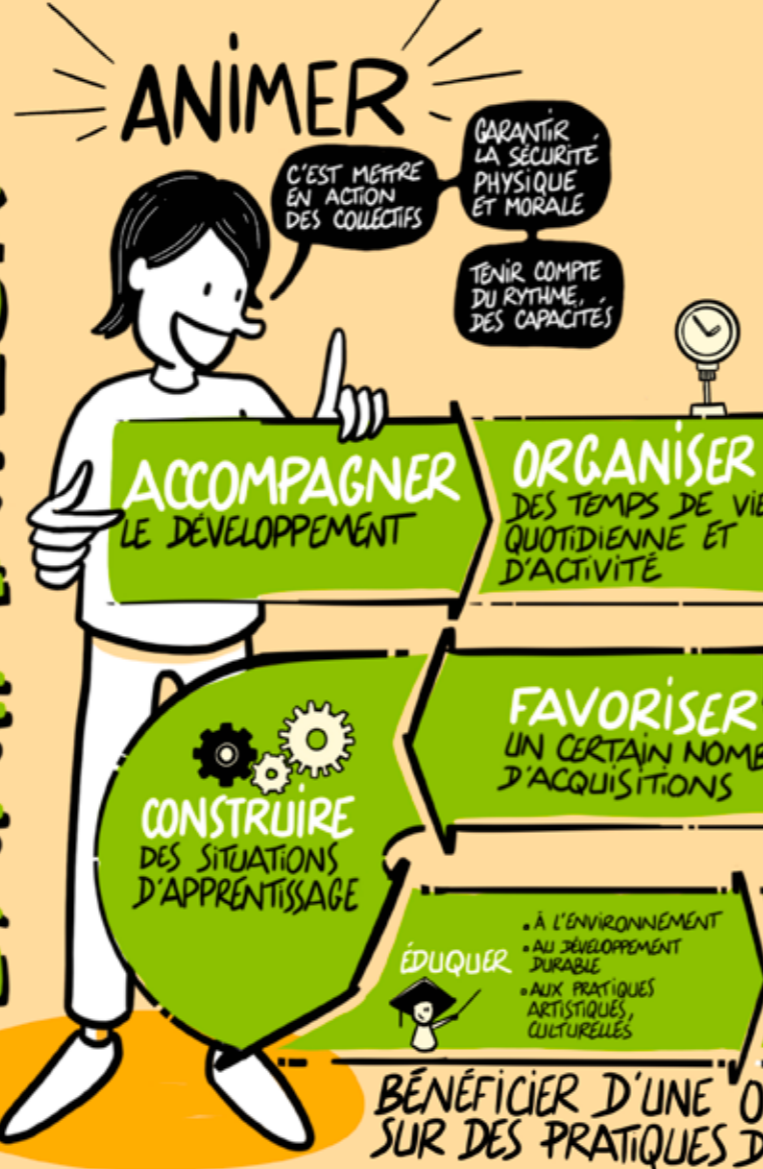 ANIMER
C'EST METTRE
EN ACTION
DES COLLECTIFS
GARANTIR
LA SÉCURITÉ
PHYSIQUE
ET MORALE
TENIR COMPTE
DU RYTHME,
DES CAPACITÉS
ACCOMPAGNER
LE DÉVELOPPEMENT
ORGANISER
DES TEMPS DE VIE
QUOTIDIENNE ET
D'ACTIVITÉ
FAVORISER
UN CERTAIN
D'ACQUISITIONS
CONSTRUIRE
DES SITUATIONS
D'APPRENTISSAGE
ÉDUQUER
• À L'ENVIRONNEMENT
• AU DÉVELOPPEMENT
DURABLE
• AUX PRATIQUES
ARTISTIQUES,
CULTURELLES
BÉNÉFICIER D'UNE
SUR DES PRATIQUES